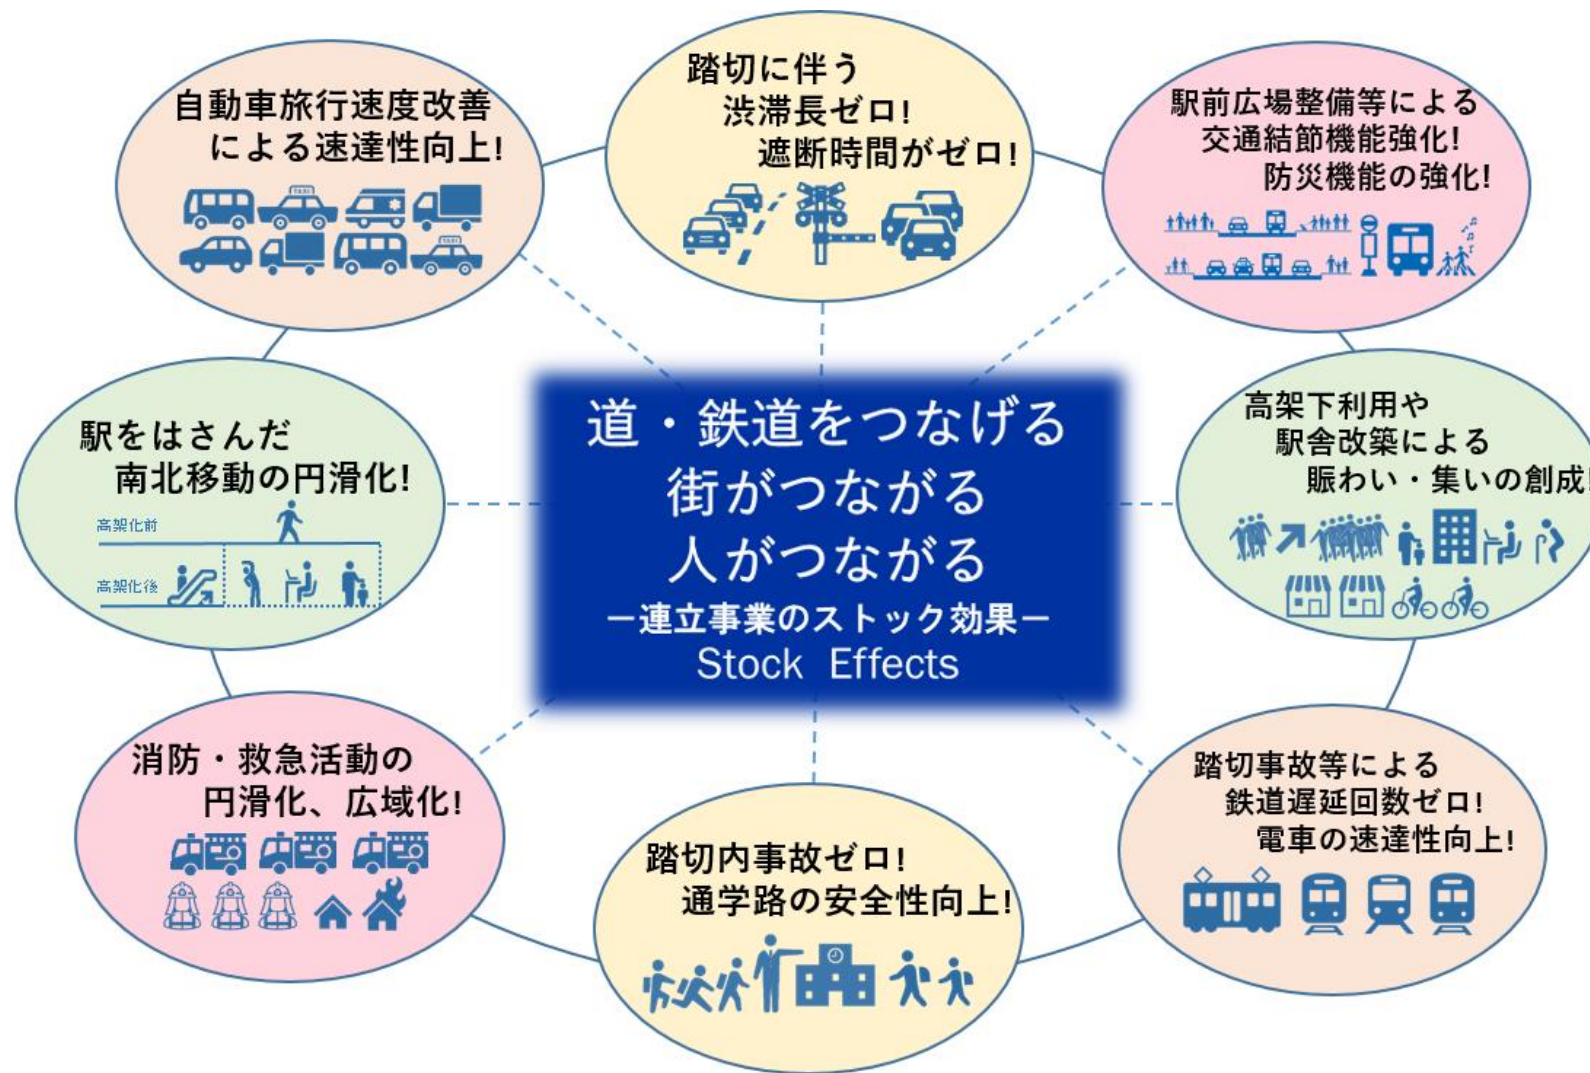 自動車旅行速度改善
による速達性向上!
踏切に伴う
渋滞長ゼロ!
遮断時間がゼロ!
駅前広場整備等による
交通結節機能強化!
防災機能の強化!
TAXI
TAXI
駅をはさんだ
南北移動の円滑化!
高架化前
高架化後
道・鉄道をつなげる
街がつながる
人がつながる
－連立事業のストック効果－
Stock Effects
高架下利用や
駅舎改築による
賑わい・集いの創成!
消防・救急活動の
円滑化、広域化!
踏切内事故ゼロ!
通学路の安全性向上!
踏切事故等による
鉄道遅延回数ゼロ!
電車の速達性向上!